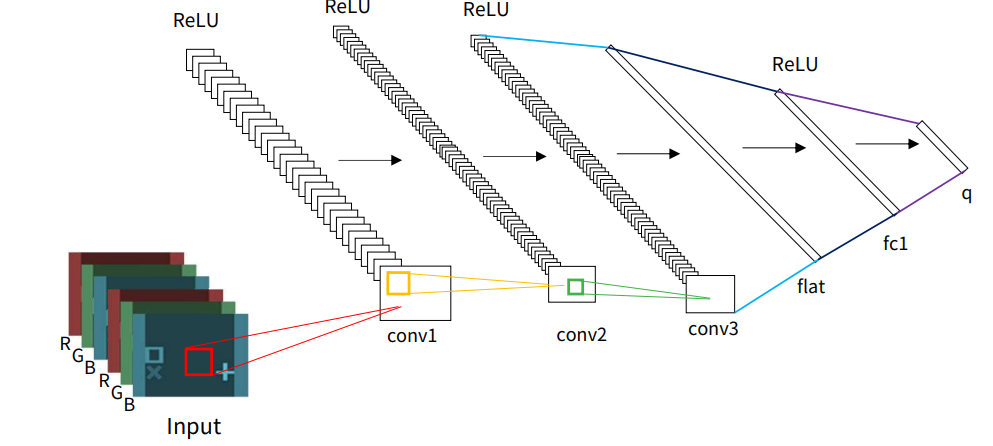 ReLU
ReLU
ReLU
ReLU
q
fc1
flat
conv3
conv2
conv1
R
G
B
R
G
B
Input